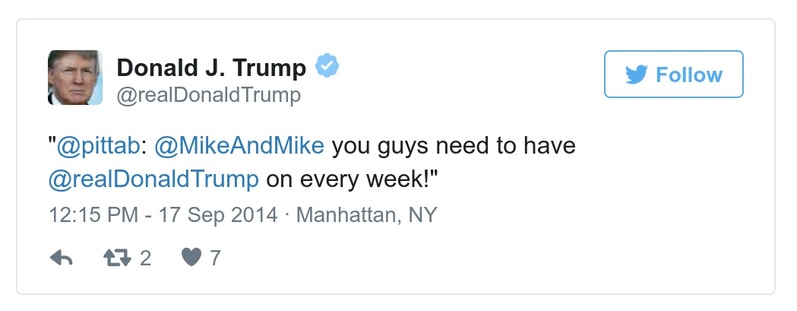 Donald J. Trump
@realDonaldTrump
Follow
"@pittab: @MikeAndMike you guys need to have
@realDonaldTrump on every week!"
12:15 PM - 17 Sep 2014 · Manhattan, NY
2 7